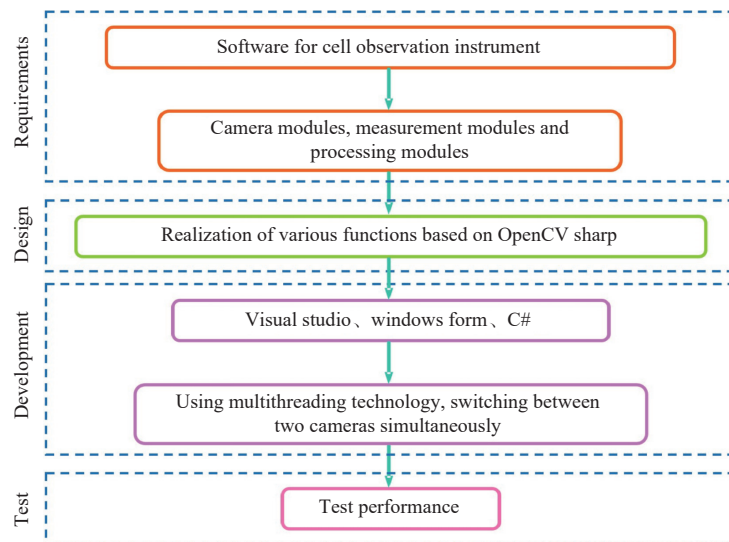 Requirements
Software for cell observation instrument
Camera modules, measurement modules and
processing modules
Design
Realization of various functions based on OpenCV sharp
Development
Visual studio、windows form、C#
Using multithreading technology, switching between
two cameras simultaneously
Test
Test performance